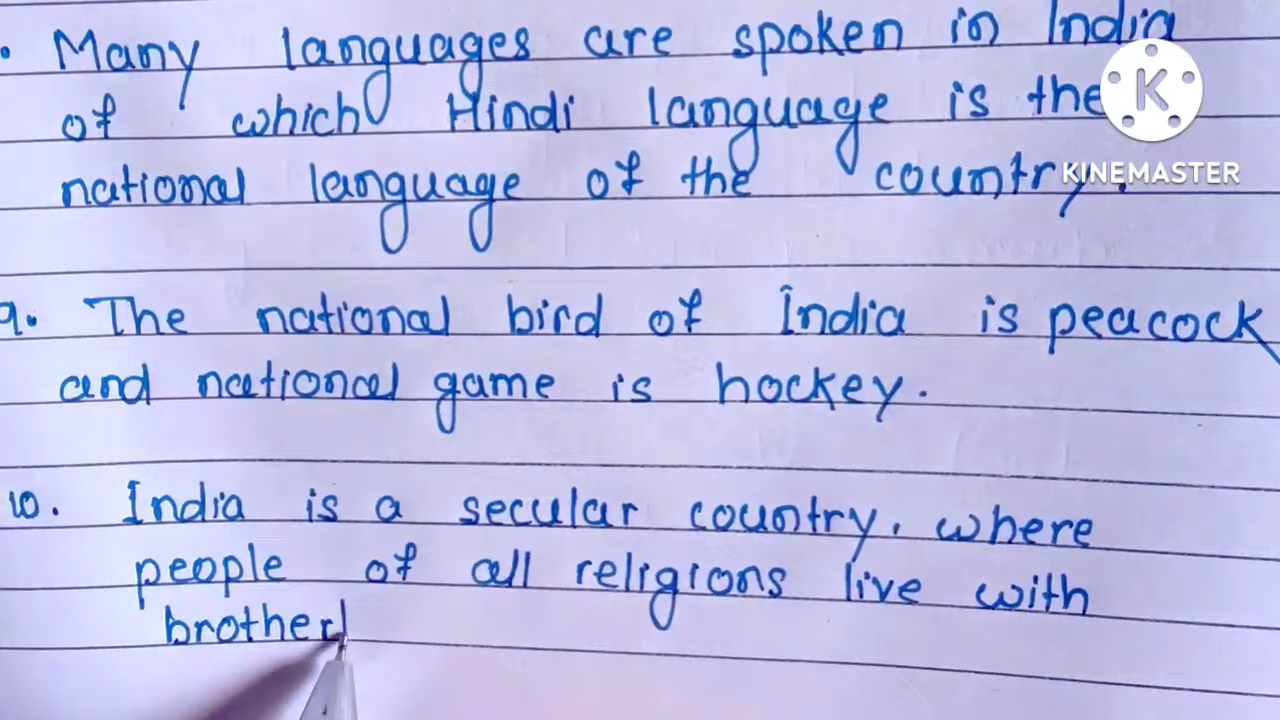 . Many languages are spoken in India
of which Hindi language is the
national language of the country.
9. The national bird of India is peacock
and national game is hockey.
10. India is a secular country. where
people of all religions live with
brotherh
K
KINEMASTER